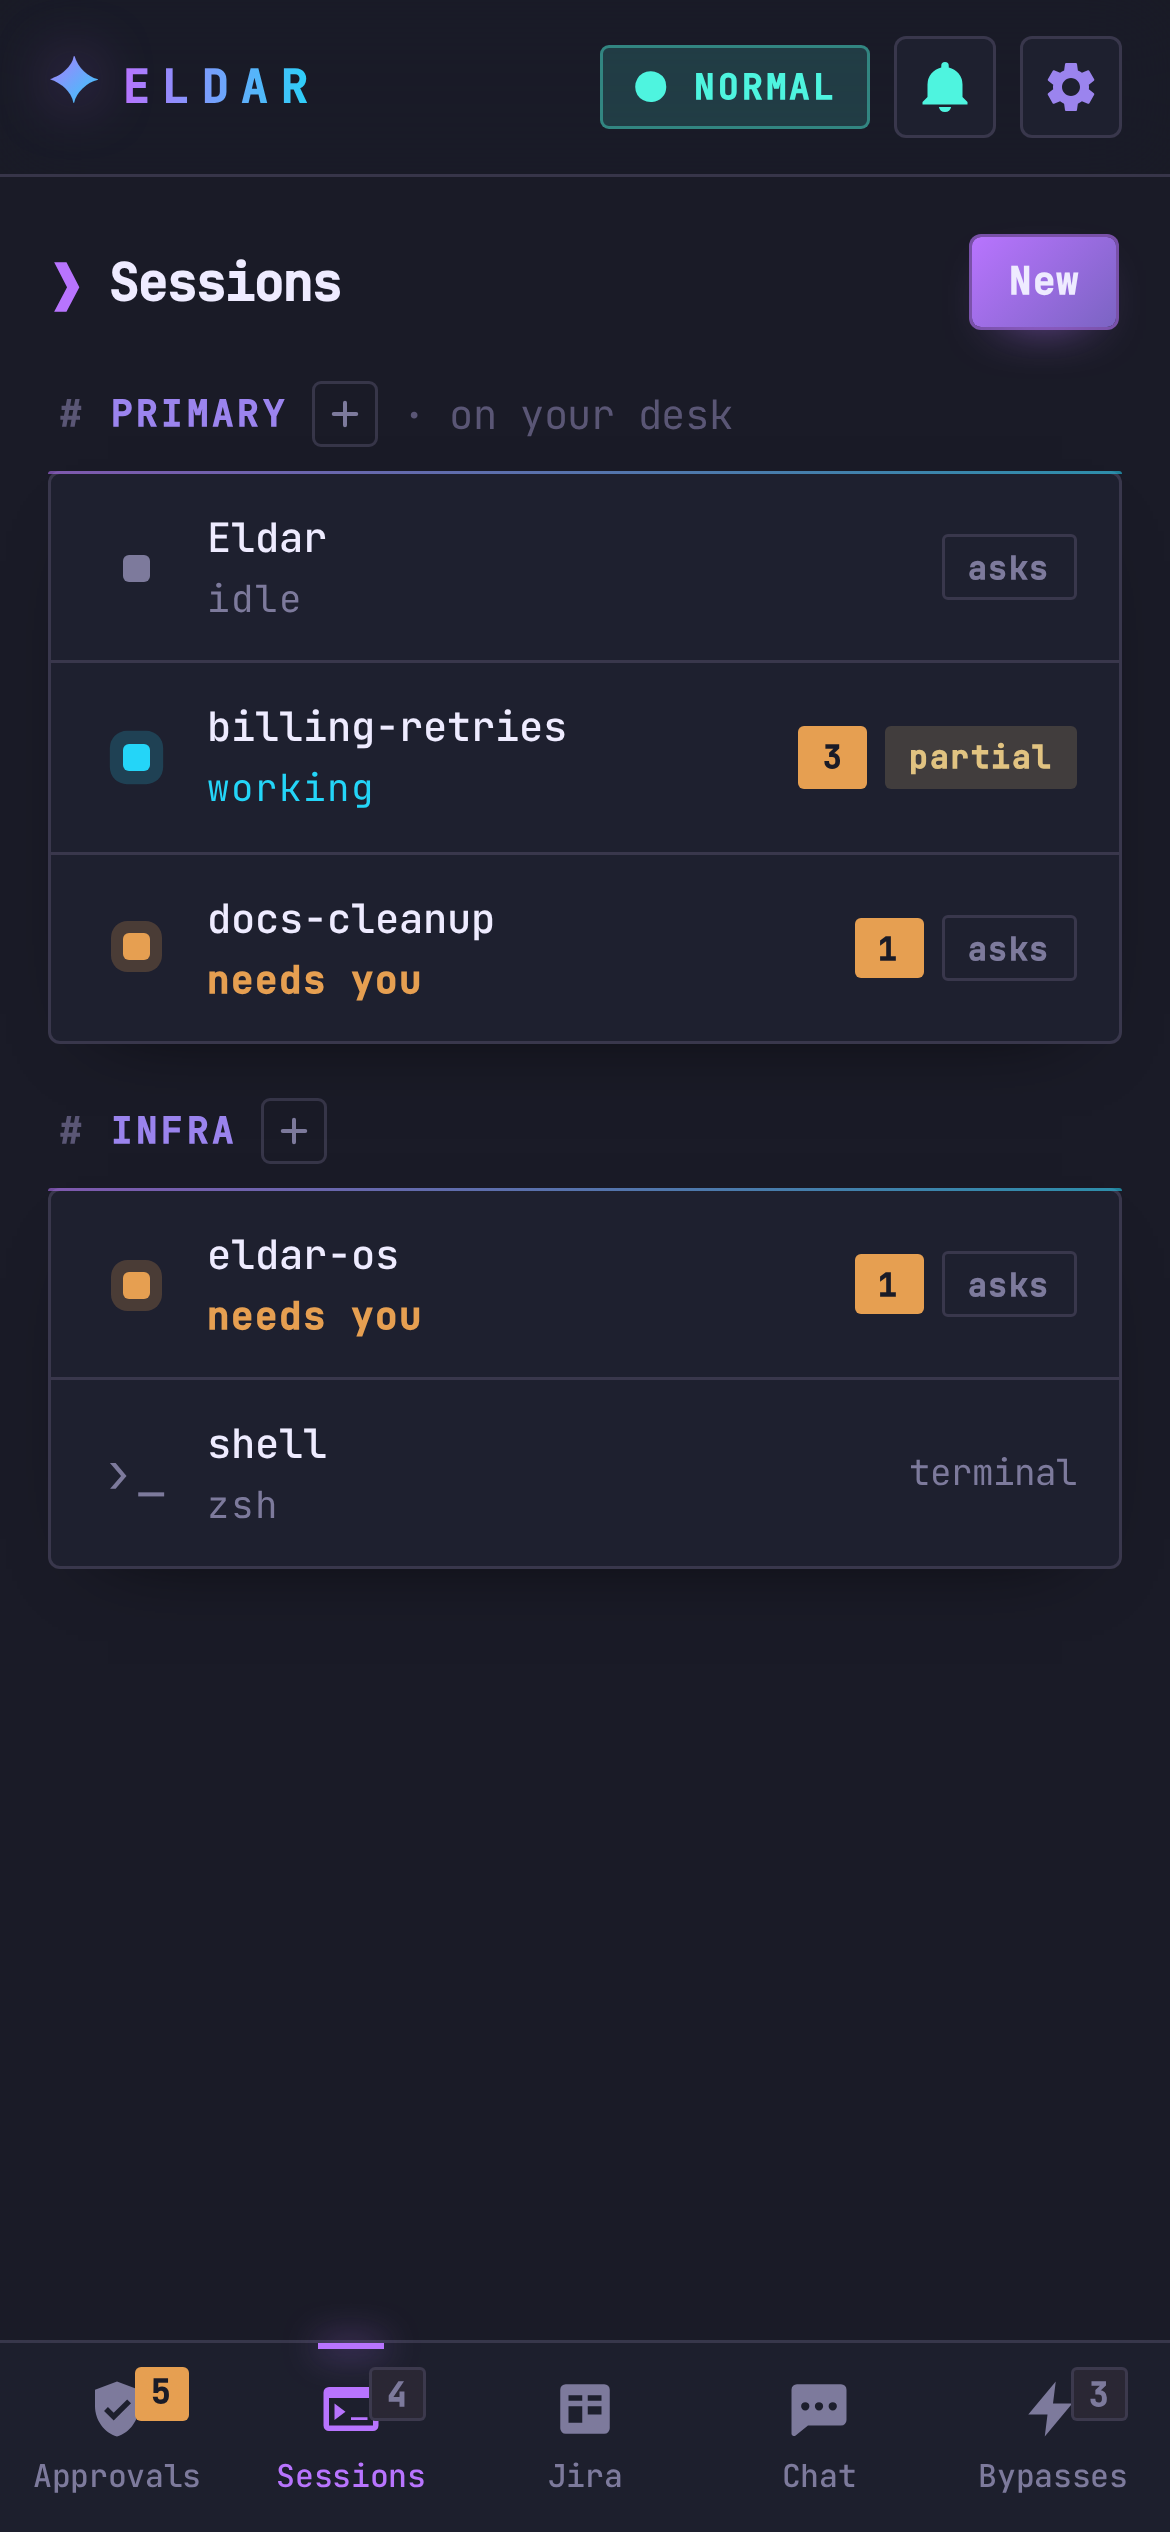 ELDAR
NORMAL
❯ Sessions
New
# PRIMARY + · on your desk
Eldar
idle
asks
billing-retries
working
3 partial
docs-cleanup
needs you
1 asks
# INFRA +
eldar-os
needs you
1 asks
›_ shell
zsh
terminal
5 4 3
Approvals Sessions Jira Chat Bypasses